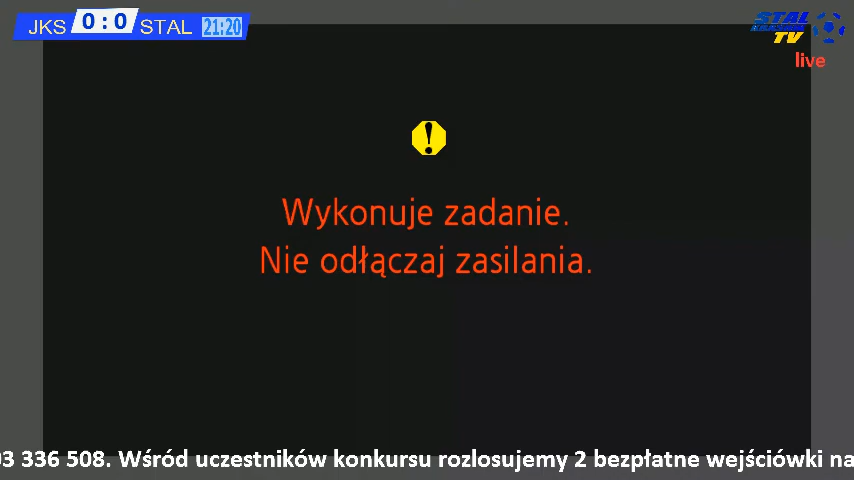 JKS 0 : 0 STAL 21:20
STAL
TV
live
Wykonuje zadanie.
Nie odłączaj zasilania.
03 336 508. Wśród uczestników konkursu rozlosujemy 2 bezpłatne wejściówki na